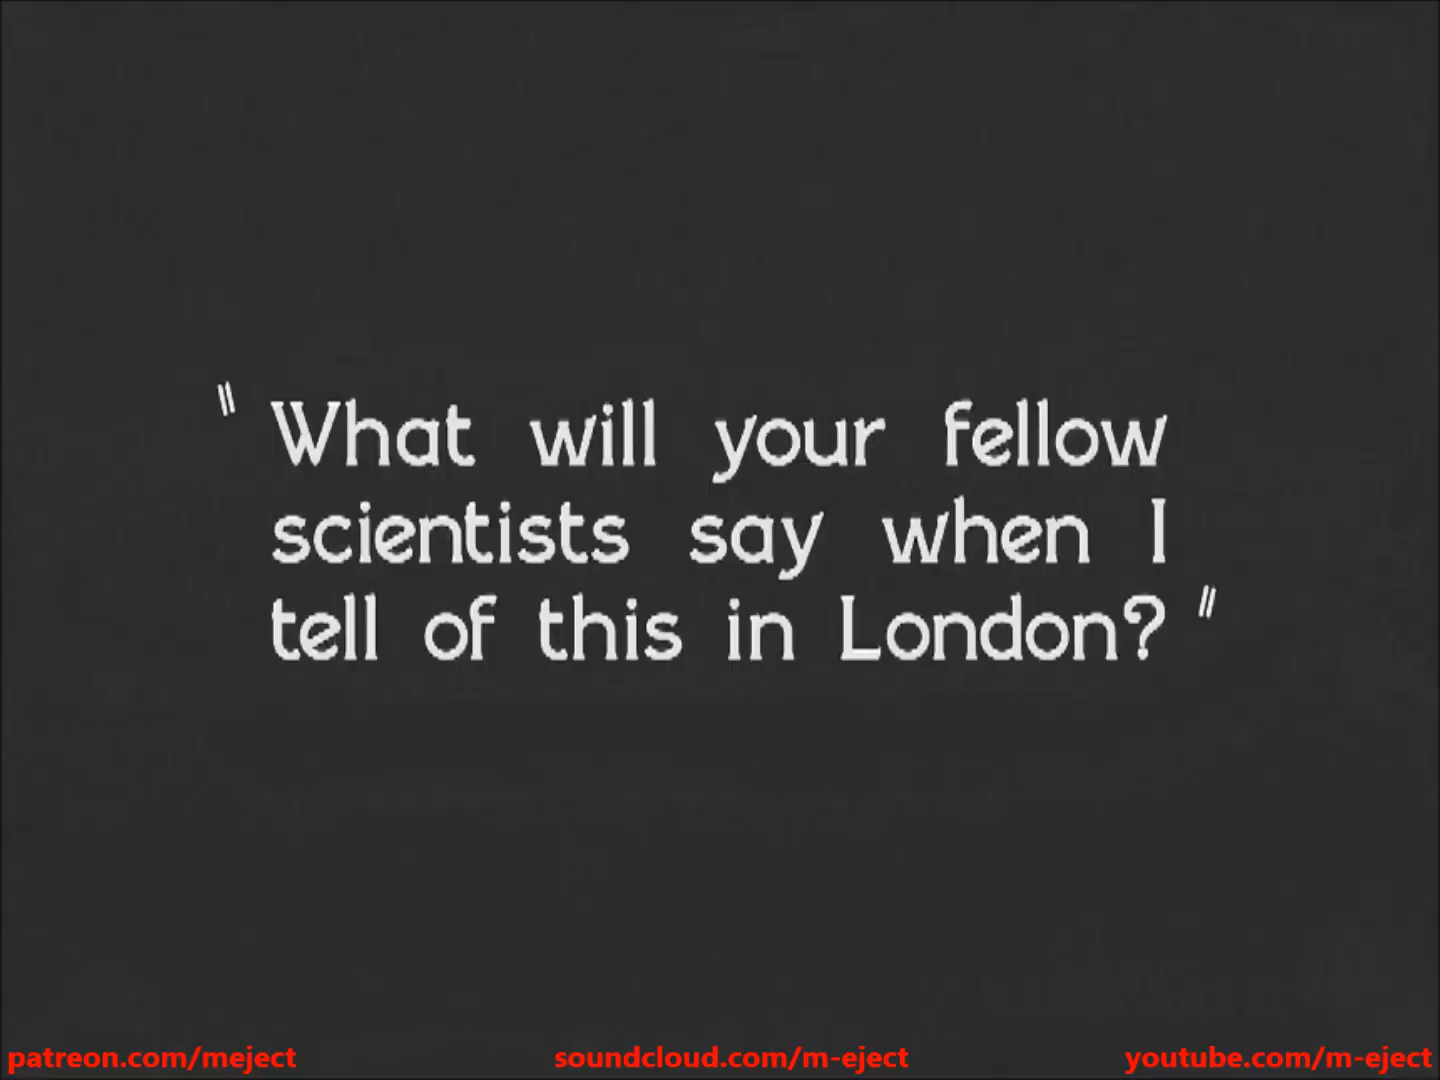 "What will your fellow
scientists say when I
tell of this in London?"
patreon.com/meject
soundcloud.com/m-eject
youtube.com/m-eject